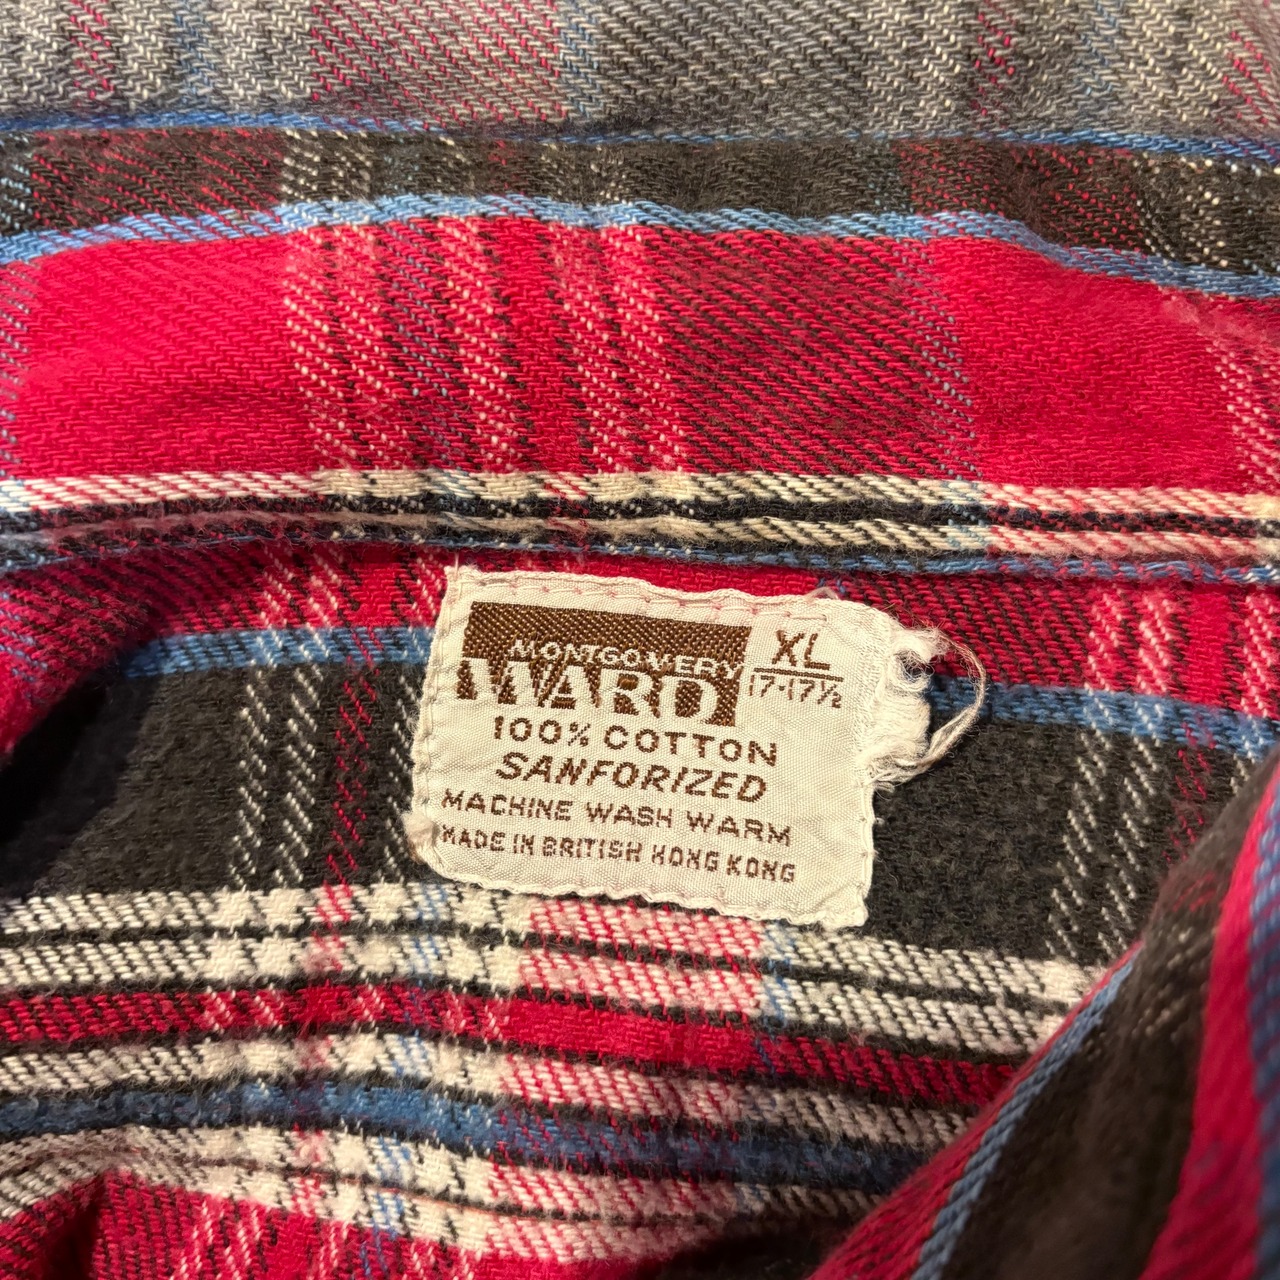 MONTGOMERY
WARD
XL
17-17½
100% COTTON
SANFORIZED
MACHINE WASH WARM
MADE IN BRITISH HONG KONG